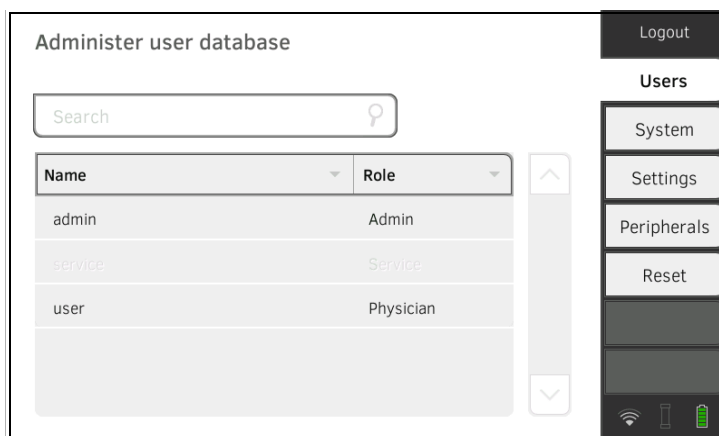 Administer user database
Search
Name Role
admin Admin
service Service
user Physician
Logout
Users
System
Settings
Peripherals
Reset